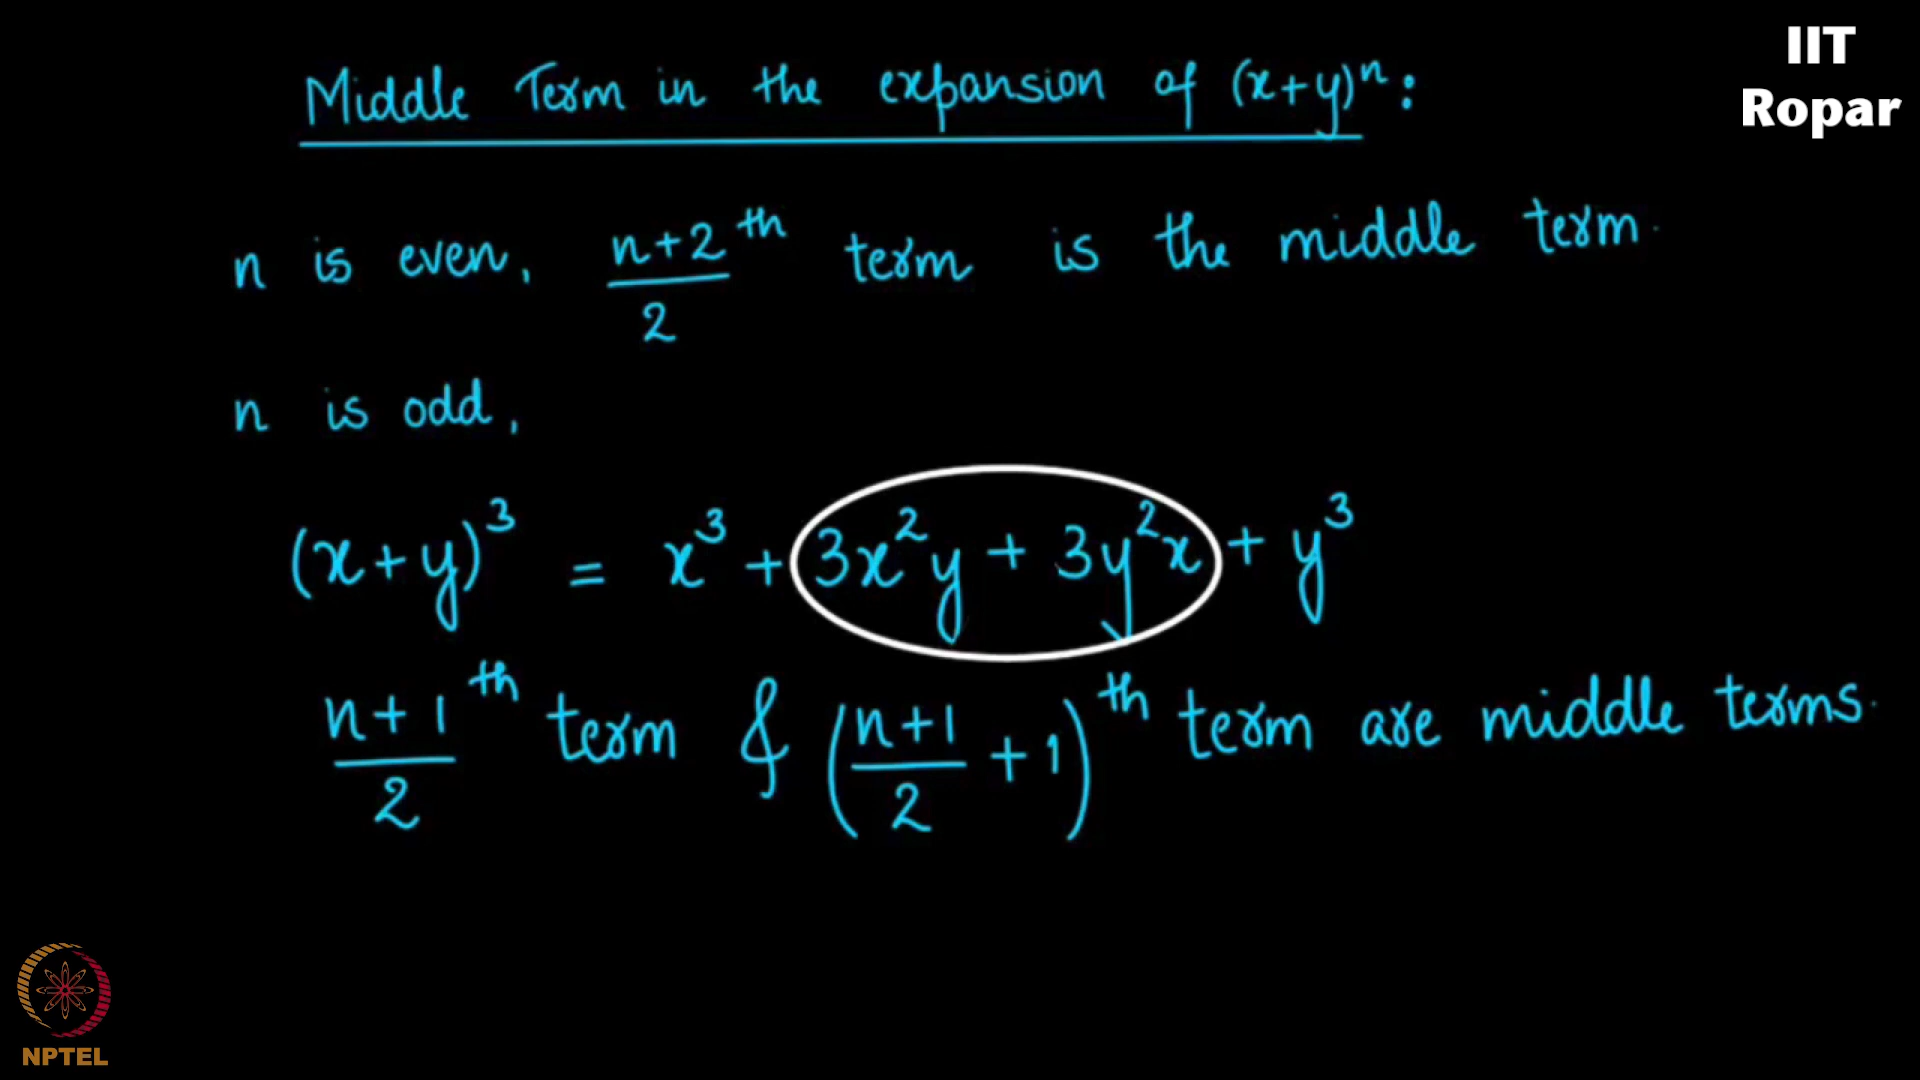 IIT
Ropar
Middle Term in the expansion of (x+y)ⁿ:
n is even, (n+2)/2 th term is the middle term.
n is odd,
(x+y)³ = x³ + 3x²y + 3y²x + y³
(n+1)/2 th term & ((n+1)/2 + 1)th term are middle terms.
NPTEL